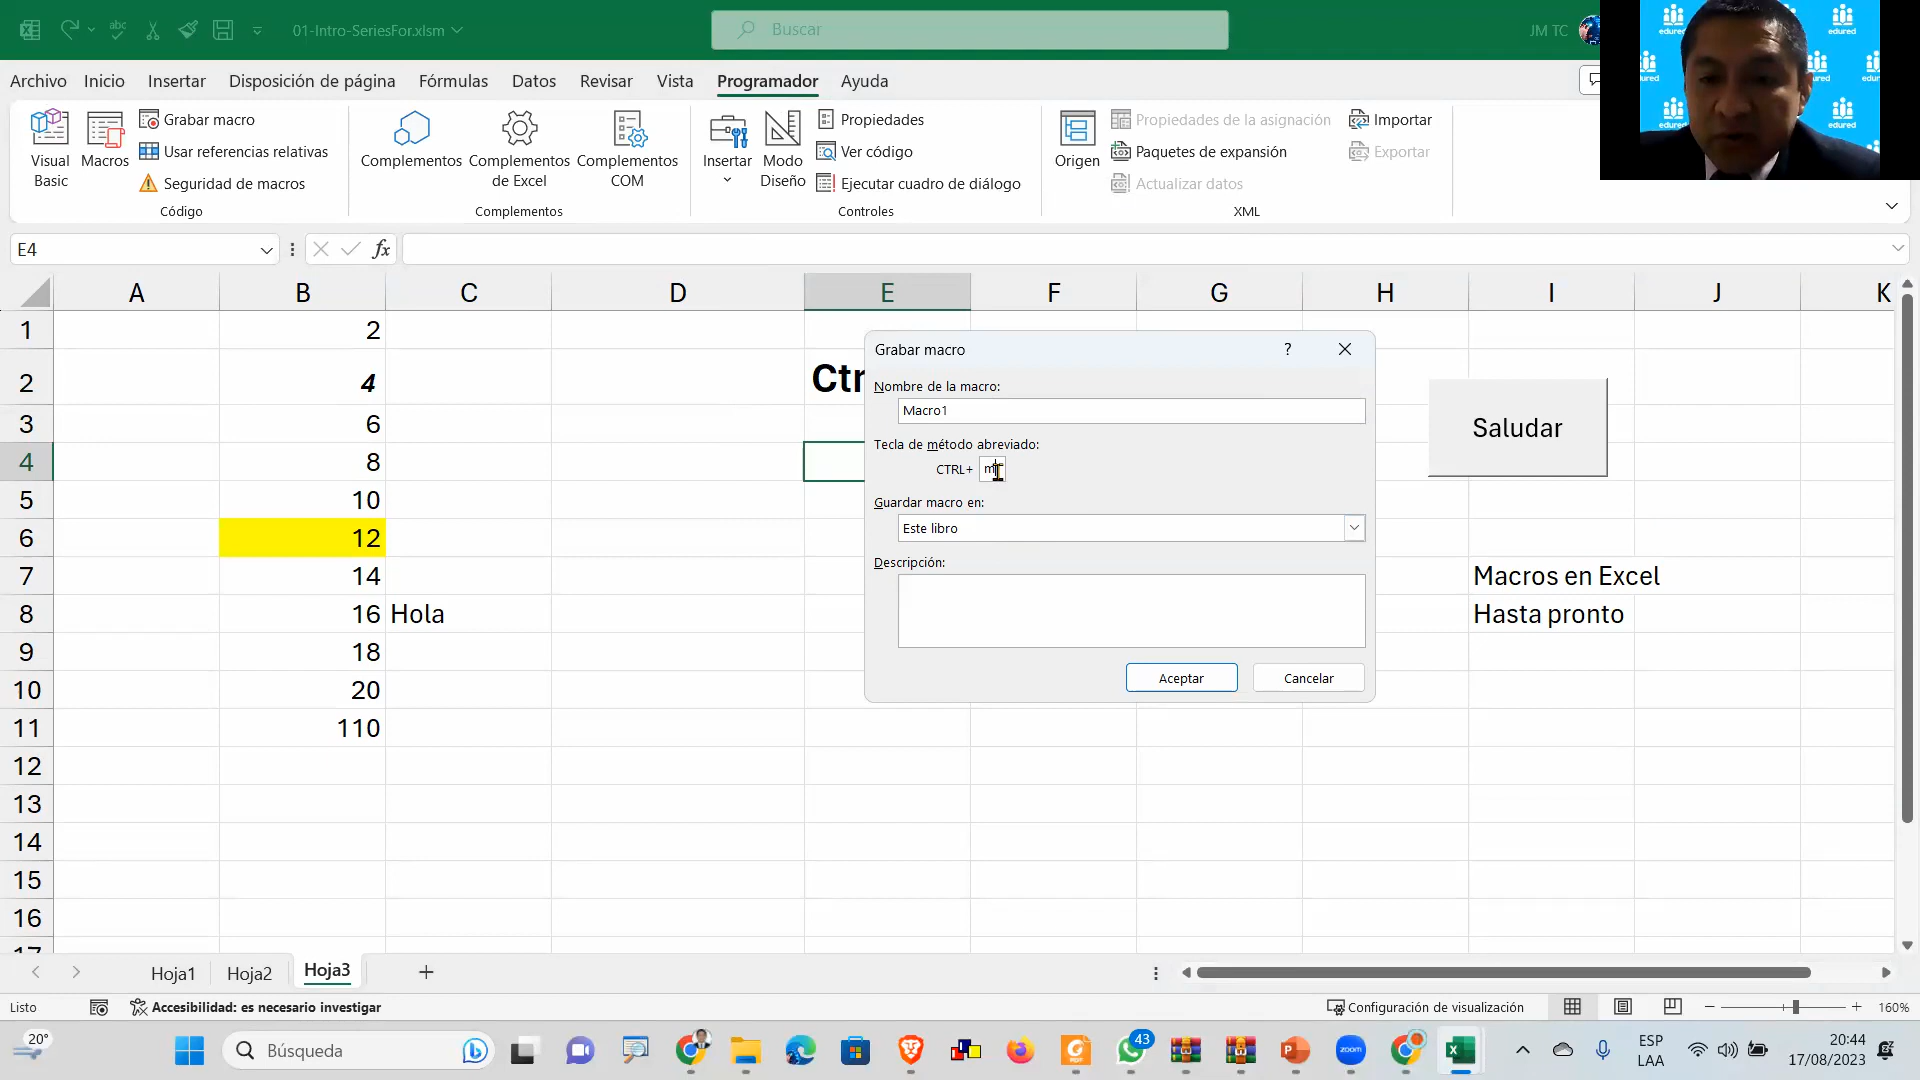 01-Intro-SeriesFor.xlsm
Buscar
JM TC
Archivo Inicio Insertar Disposición de página Fórmulas Datos Revisar Vista Programador Ayuda
Visual Basic
Macros
Grabar macro
Usar referencias relativas
Seguridad de macros
Código
Complementos
Complementos de Excel
Complementos COM
Complementos
Insertar
Modo Diseño
Propiedades
Ver código
Ejecutar cuadro de diálogo
Controles
Origen
Propiedades de la asignación
Paquetes de expansión
Actualizar datos
Importar
Exportar
XML
edured edured
edured edured
E4
fx
A B C D E F G H I J K
1 2
2 4 Ctr
3 6
4 8
5 10
6 12
7 14 Macros en Excel
8 16 Hola Hasta pronto
9 18
10 20
11 110
12
13
14
15
16
17
Saludar
Grabar macro ?
Nombre de la macro:
Macro1
Tecla de método abreviado:
CTRL+ m
Guardar macro en:
Este libro
Descripción:
Aceptar Cancelar
Hoja1 Hoja2 Hoja3
Listo Accesibilidad: es necesario investigar Configuración de visualización 160%
20° Búsqueda 43 zoom ESP LAA 20:44 17/08/2023